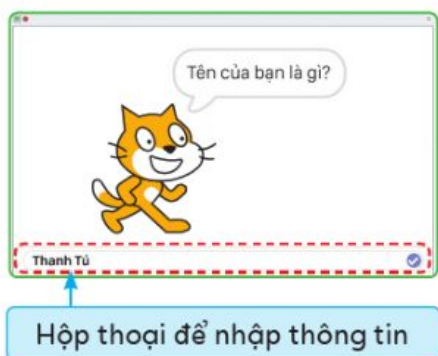 Tên của bạn là gì?
Thanh Tú
Hộp thoại để nhập thông tin